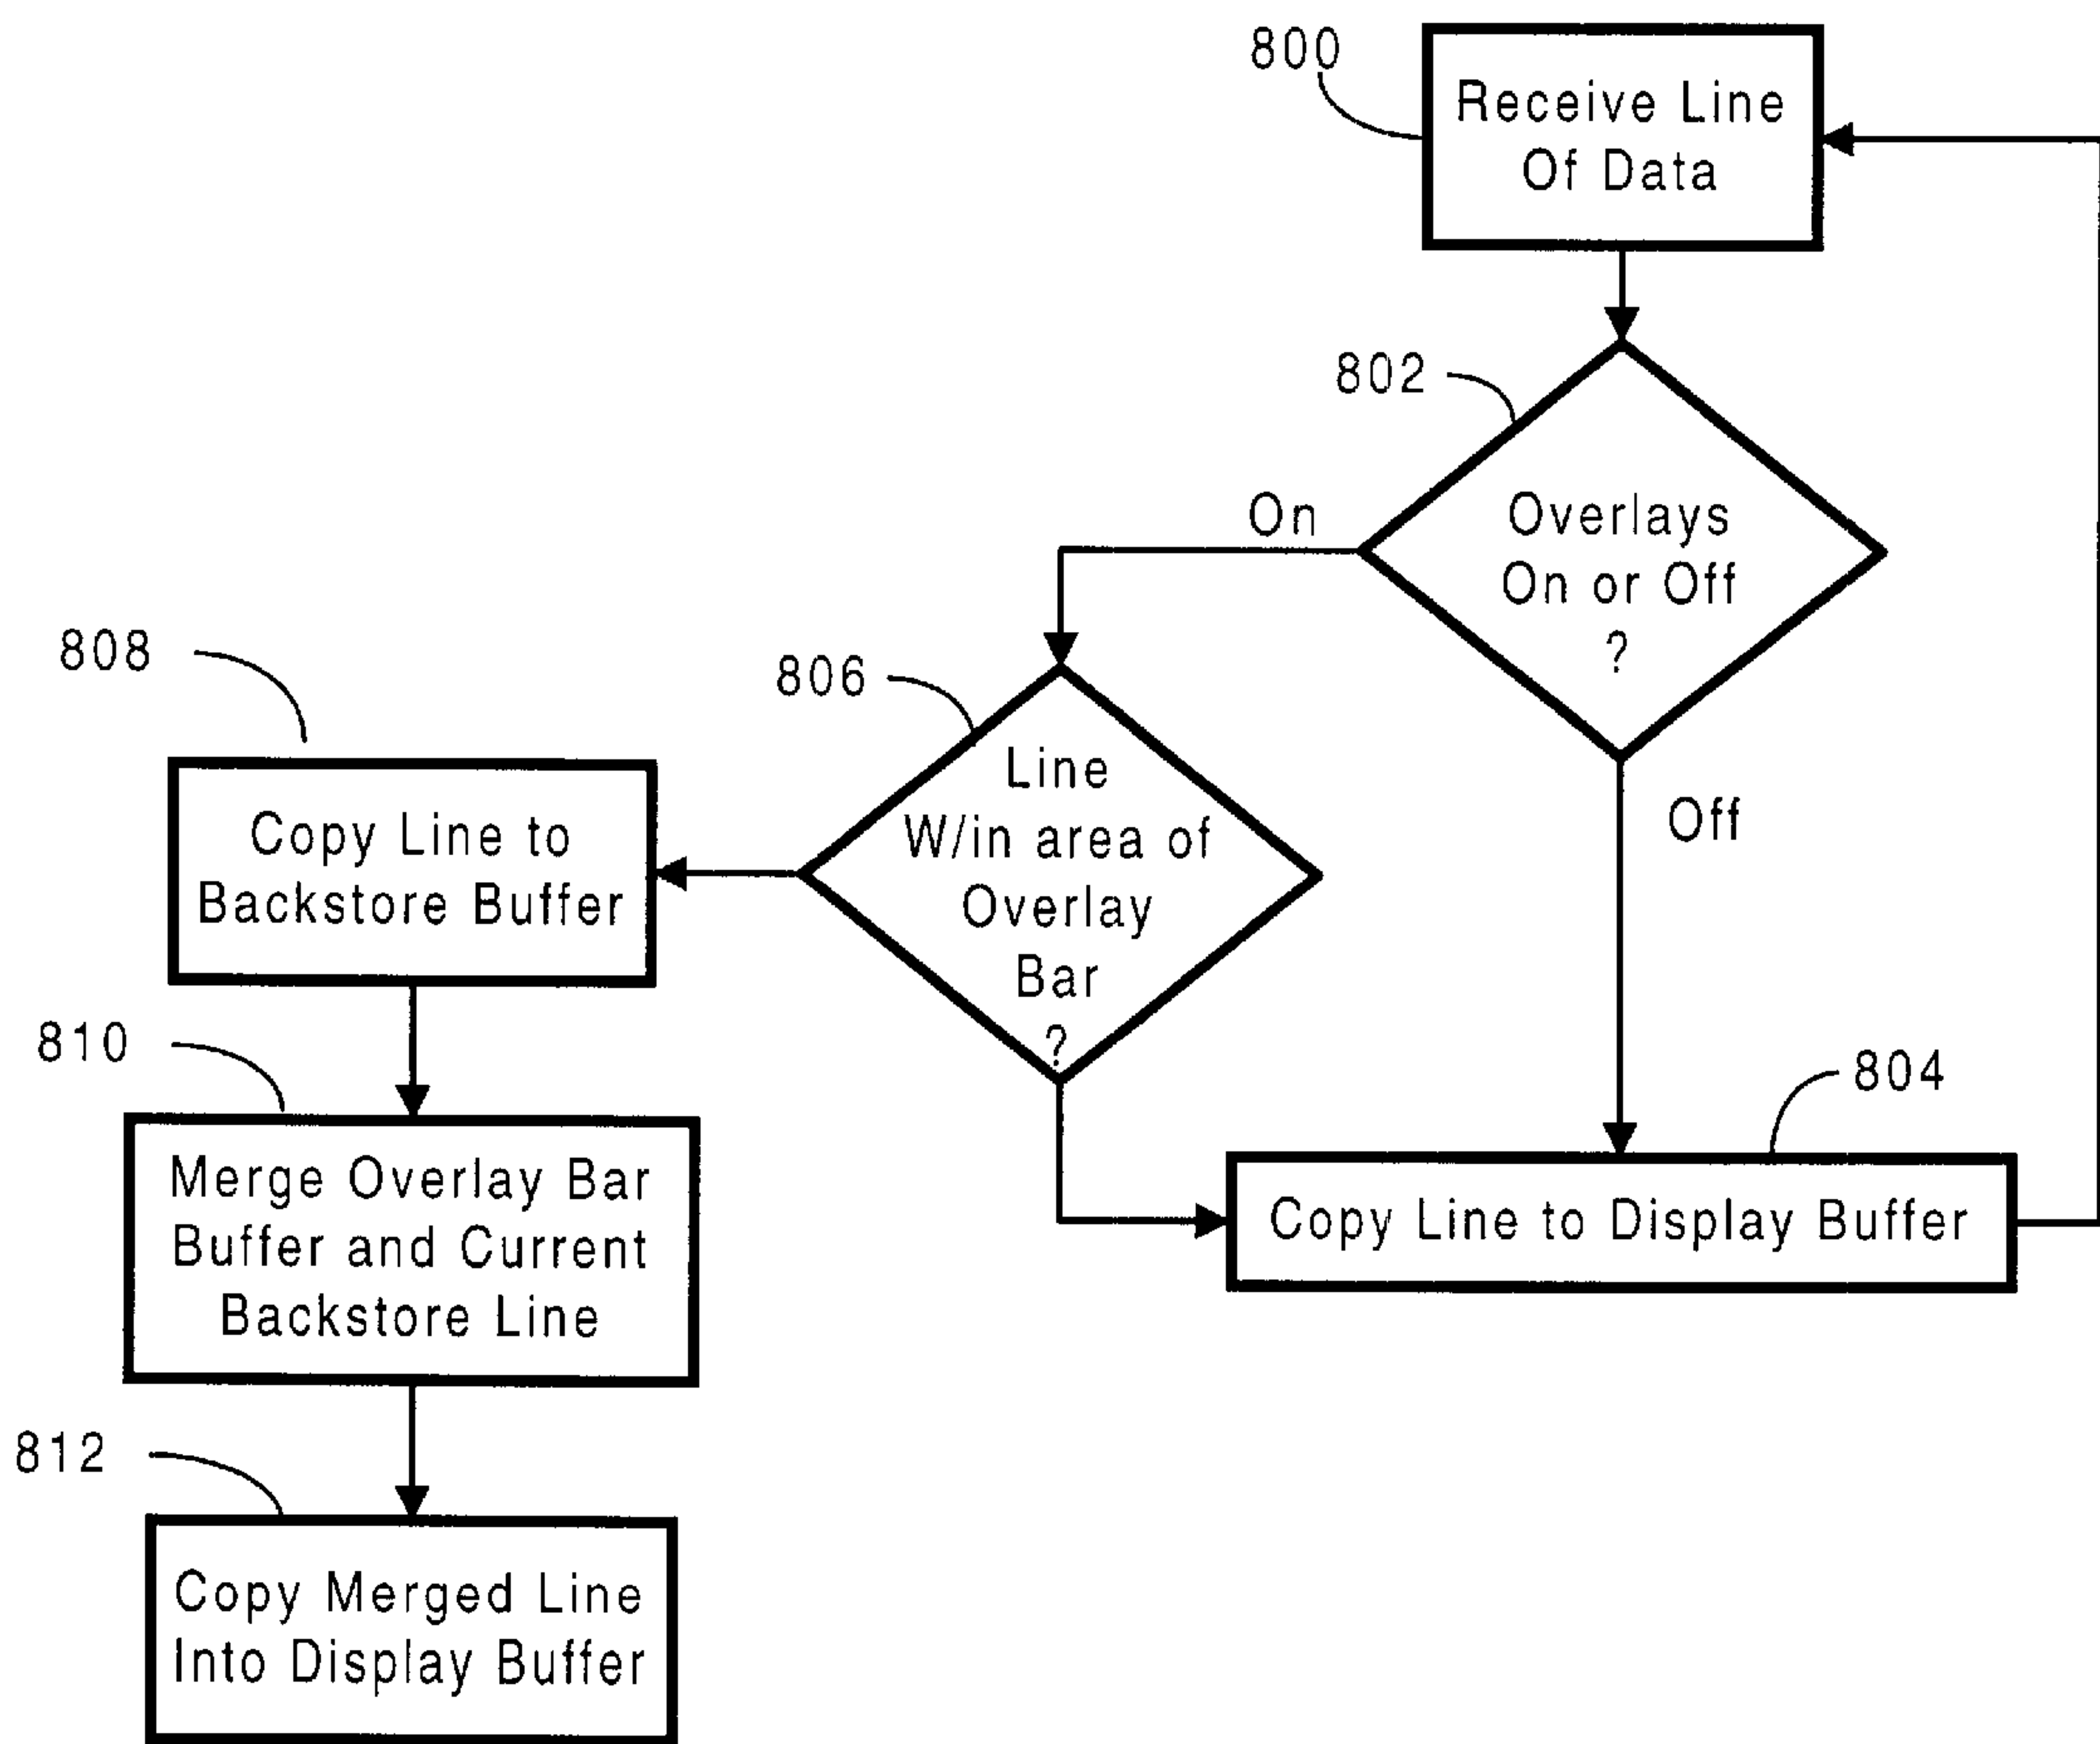 800
Receive Line
Of Data
802
Overlays
On or Off
?
On
Off
806
Line
W/in area of
Overlay
Bar
?
808
Copy Line to
Backstore Buffer
804
Copy Line to Display Buffer
810
Merge Overlay Bar
Buffer and Current
Backstore Line
812
Copy Merged Line
Into Display Buffer